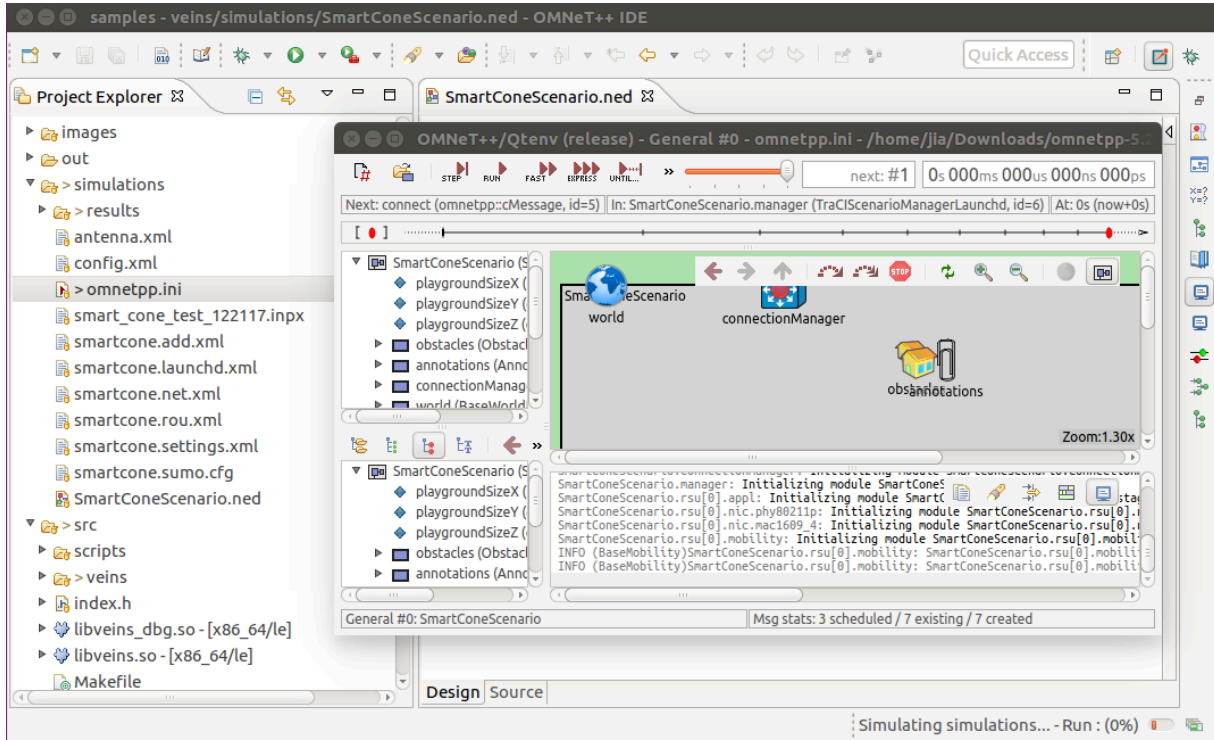 samples - veins/simulations/SmartConeScenario.ned - OMNeT++ IDE
Quick Access
Project Explorer
SmartConeScenario.ned
images
out
> simulations
> results
antenna.xml
config.xml
> omnetpp.ini
smart_cone_test_122117.inpx
smartcone.add.xml
smartcone.launchd.xml
smartcone.net.xml
smartcone.rou.xml
smartcone.settings.xml
smartcone.sumo.cfg
SmartConeScenario.ned
> src
scripts
> veins
index.h
libveins_dbg.so - [x86_64/le]
libveins.so - [x86_64/le]
Makefile
OMNeT++/Qtenv (release) - General #0 - omnetpp.ini - /home/jia/Downloads/omnetpp-5.2
STEP RUN FAST EXPRESS UNTIL... »
next: #1 0s 000ms 000us 000ns 000ps
Next: connect (omnetpp::cMessage, id=5) In: SmartConeScenario.manager (TraCIScenarioManagerLaunchd, id=6) At: 0s (now+0s)
SmartConeScenario (S
playgroundSizeX (
playgroundSizeY (
playgroundSizeZ (
obstacles (Obstacl
annotations (Anno
connectionManag
world (BaseWorld
STOP
world
connectionManager
annotations
Zoom:1.30x
SmartConeScenario (S
playgroundSizeX (
playgroundSizeY (
playgroundSizeZ (
obstacles (Obstacl
annotations (Anno
SmartConeScenario.manager: Initializing module SmartConeS
SmartConeScenario.rsu[0].appl: Initializing module SmartC
SmartConeScenario.rsu[0].nic.phy80211p: Initializing module SmartConeScenario.rsu[0].
SmartConeScenario.rsu[0].nic.mac1609_4: Initializing module SmartConeScenario.rsu[0].
SmartConeScenario.rsu[0].mobility: Initializing module SmartConeScenario.rsu[0].mobil
INFO (BaseMobility)SmartConeScenario.rsu[0].mobility: SmartConeScenario.rsu[0].mobili
INFO (BaseMobility)SmartConeScenario.rsu[0].mobility: SmartConeScenario.rsu[0].mobili
General #0: SmartConeScenario
Msg stats: 3 scheduled / 7 existing / 7 created
Design Source
Simulating simulations... - Run : (0%)